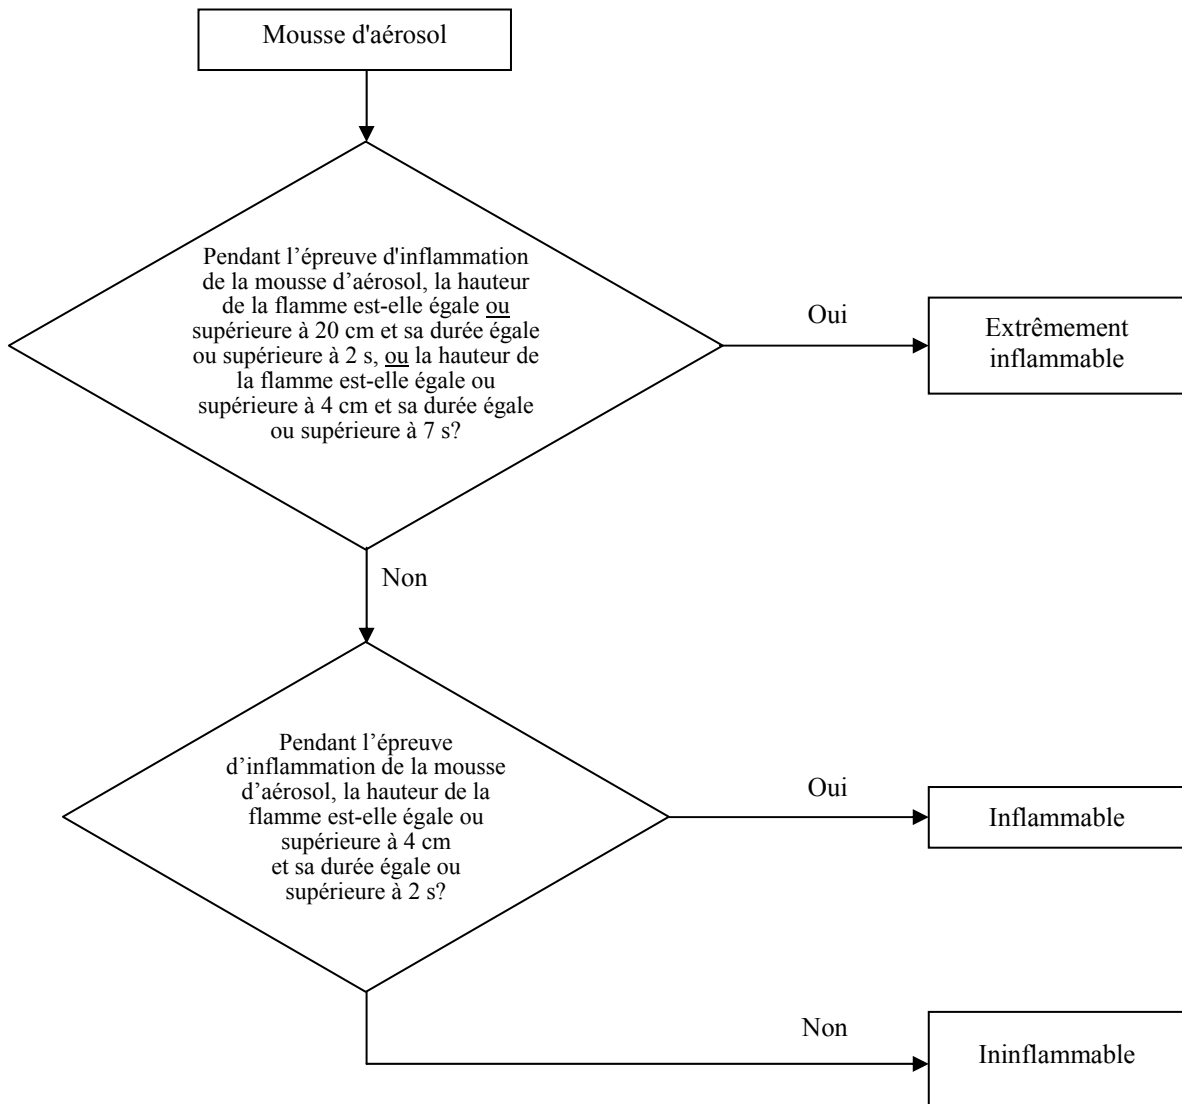 Mousse d'aérosol
Pendant l’épreuve d'inflammation
de la mousse d’aérosol, la hauteur
de la flamme est-elle égale ou
supérieure à 20 cm et sa durée égale
ou supérieure à 2 s, ou la hauteur de
la flamme est-elle égale ou
supérieure à 4 cm et sa durée égale
ou supérieure à 7 s?
Oui
Extrêmement
inflammable
Non
Pendant l’épreuve
d’inflammation de la mousse
d’aérosol, la hauteur de la
flamme est-elle égale ou
supérieure à 4 cm
et sa durée égale ou
supérieure à 2 s?
Oui
Inflammable
Non
Ininflammable